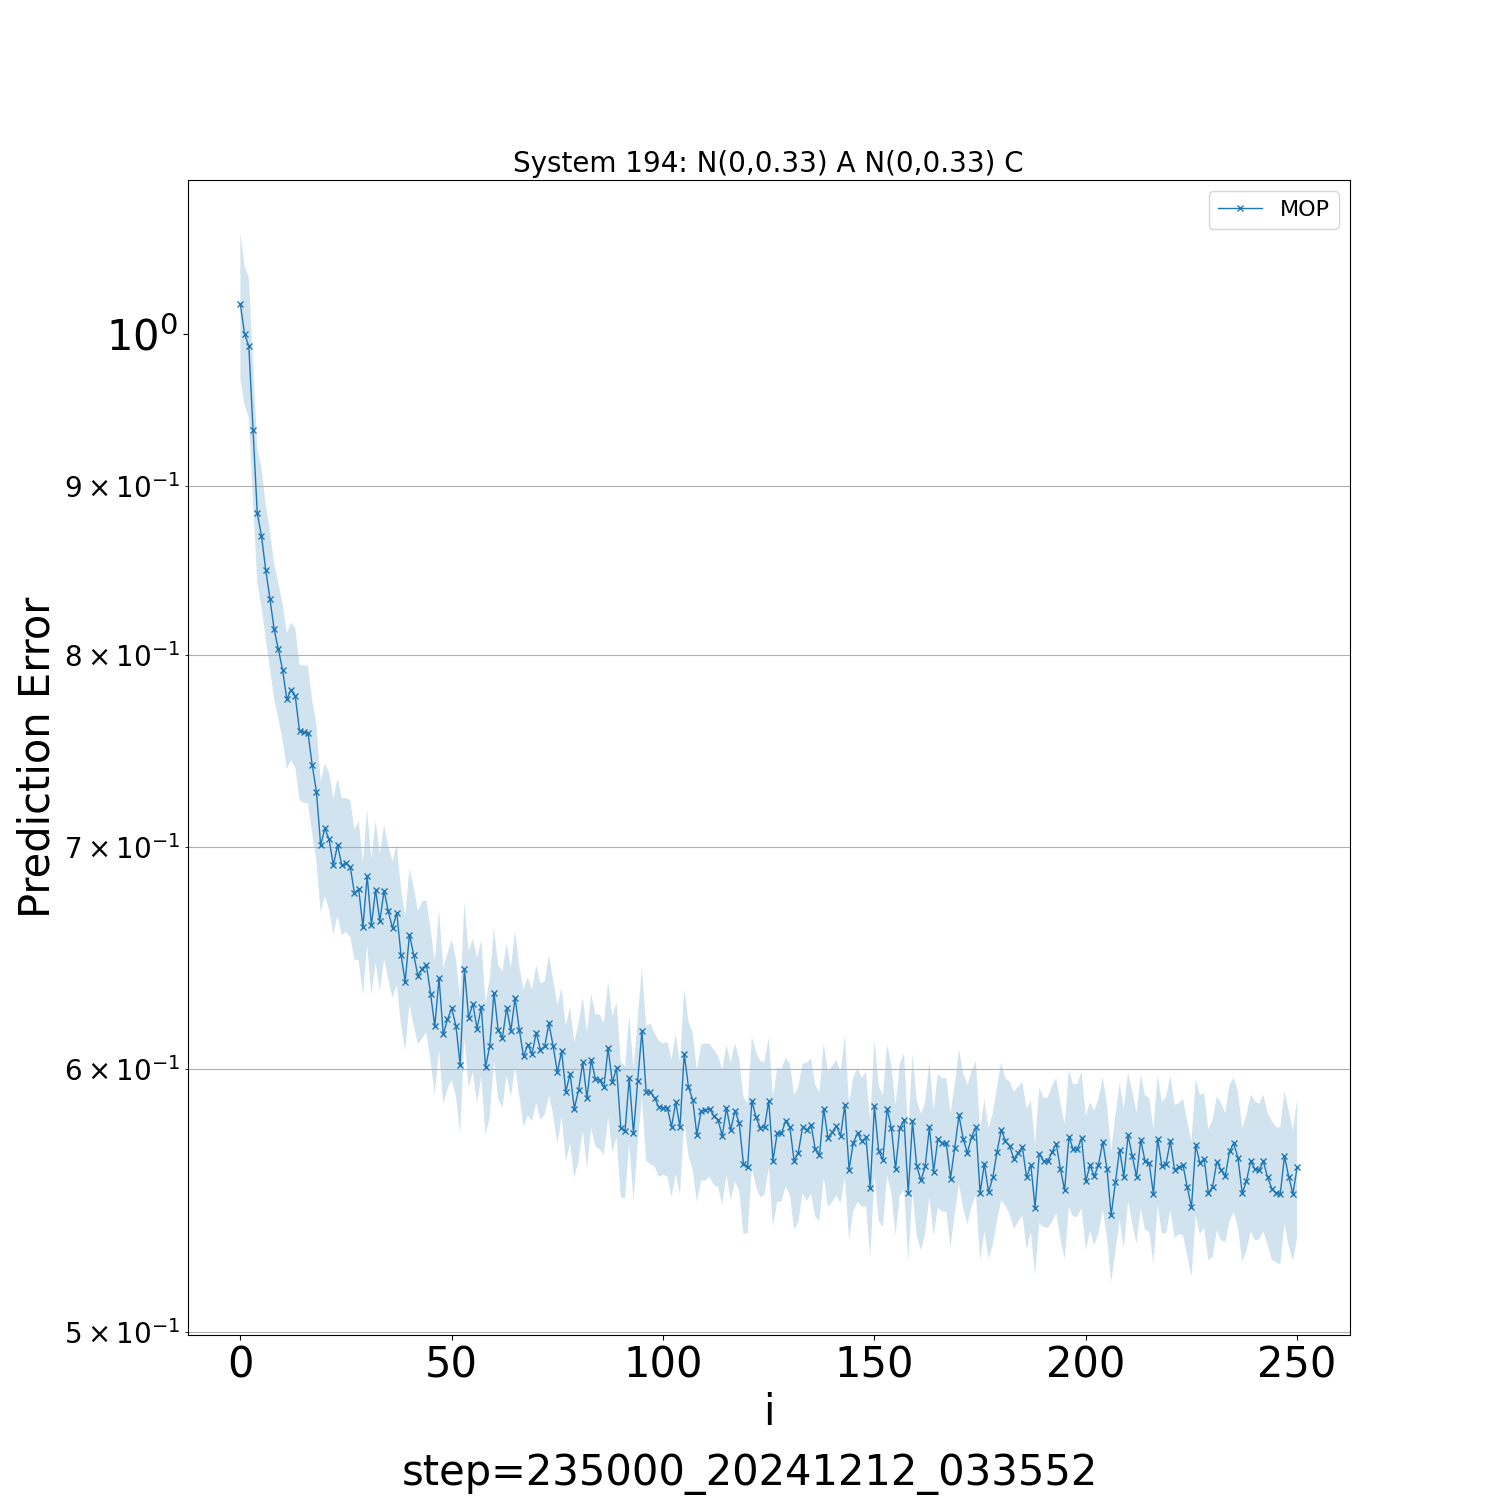 System 194: N(0,0.33) A N(0,0.33) C
MOP
10⁰
9 × 10⁻¹
8 × 10⁻¹
7 × 10⁻¹
6 × 10⁻¹
5 × 10⁻¹
Prediction Error
0 50 100 150 200 250
i
step=235000_20241212_033552